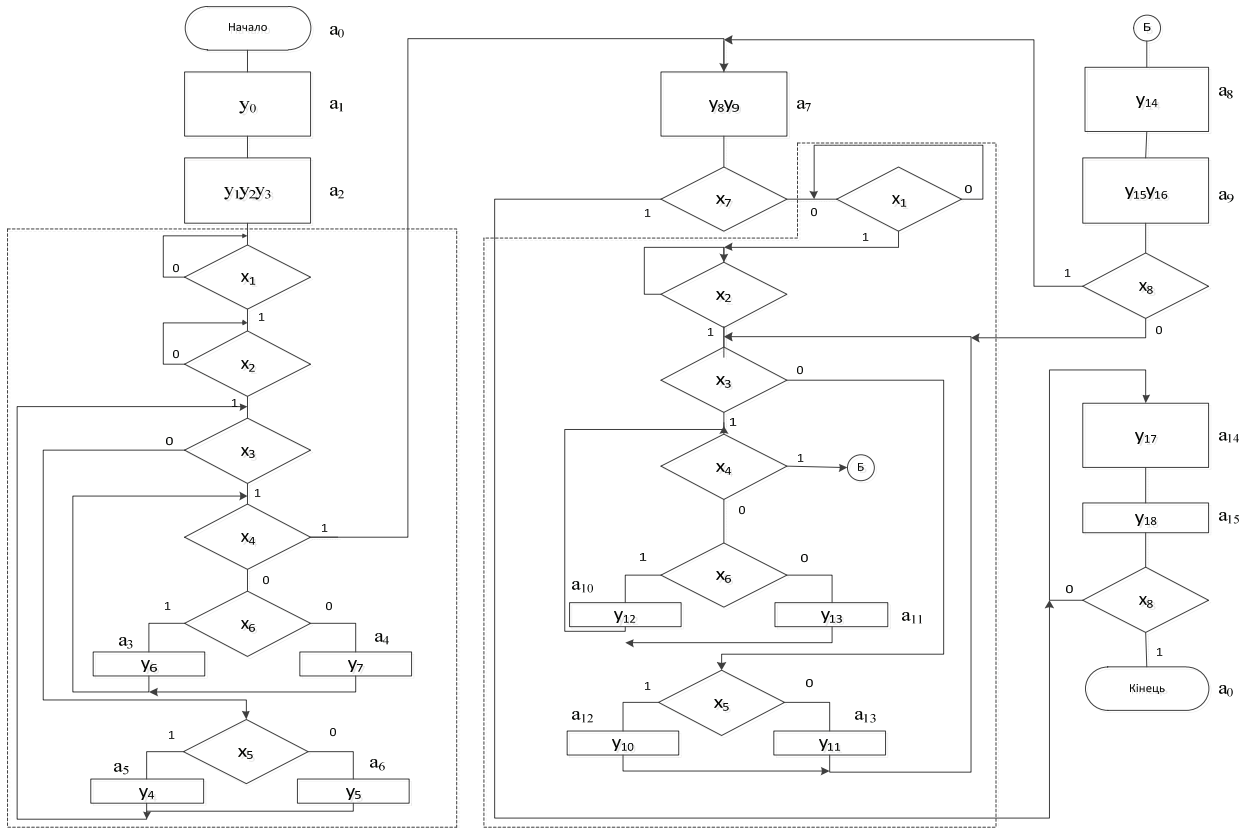 Начало
a₀
y₀
a₁
y₁y₂y₃
a₂
0
x₁
1
0
x₂
1
0
x₃
1
x₄
1
0
1
x₆
0
a₃
a₄
y₆
y₇
1
x₅
0
a₅
a₆
y₄
y₅
y₈y₉
a₇
1
x₇
0
x₁
0
1
x₂
1
x₃
0
1
x₄
1
Б
0
1
x₆
0
a₁₀
y₁₂
y₁₃
a₁₁
1
x₅
0
a₁₂
a₁₃
y₁₀
y₁₁
Б
y₁₄
a₈
y₁₅y₁₆
a₉
1
x₈
0
y₁₇
a₁₄
y₁₈
a₁₅
0
x₈
1
Кінець
a₀